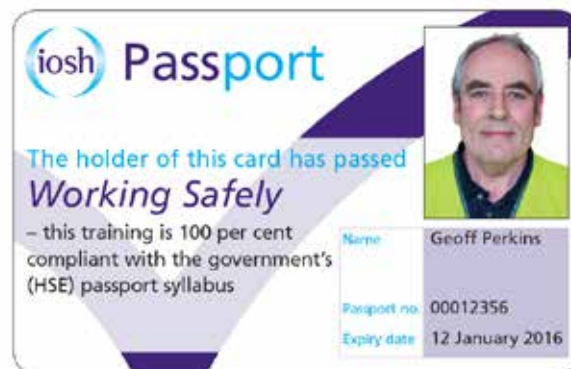 iosh Passport
The holder of this card has passed
Working Safely
– this training is 100 per cent
compliant with the government's
(HSE) passport syllabus
Name Geoff Perkins
Passport no. 00012356
Expiry date 12 January 2016